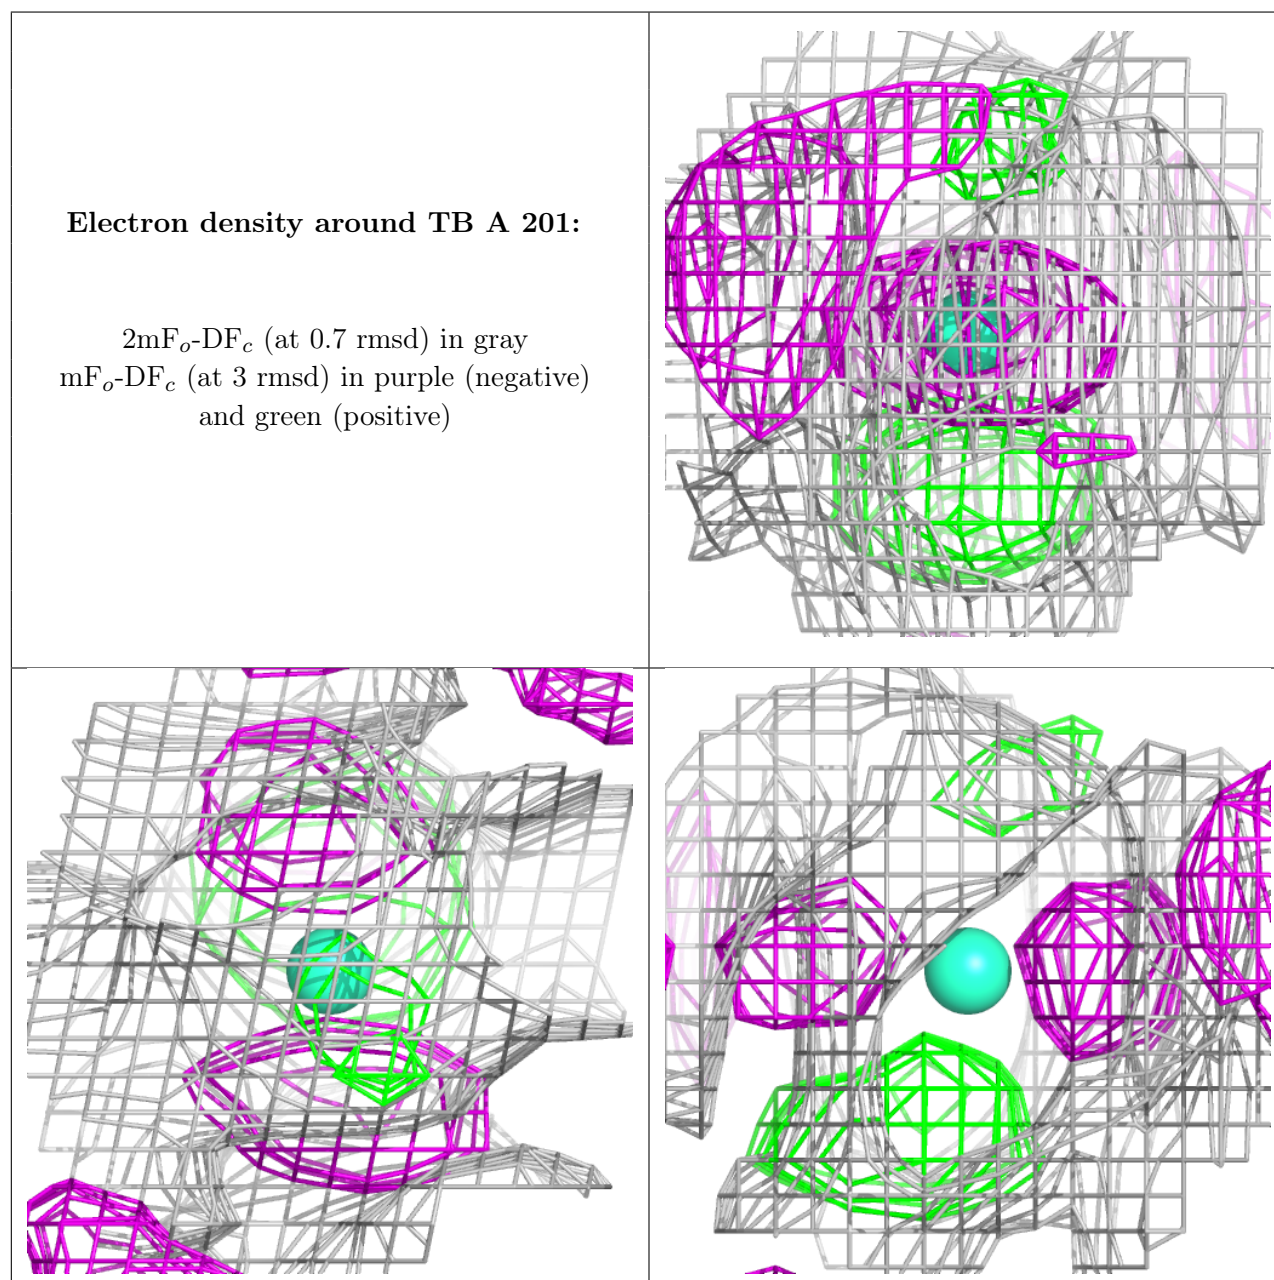 Electron density around TB A 201:
2mFo-DFc (at 0.7 rmsd) in gray
mFo-DFc (at 3 rmsd) in purple (negative)
and green (positive)